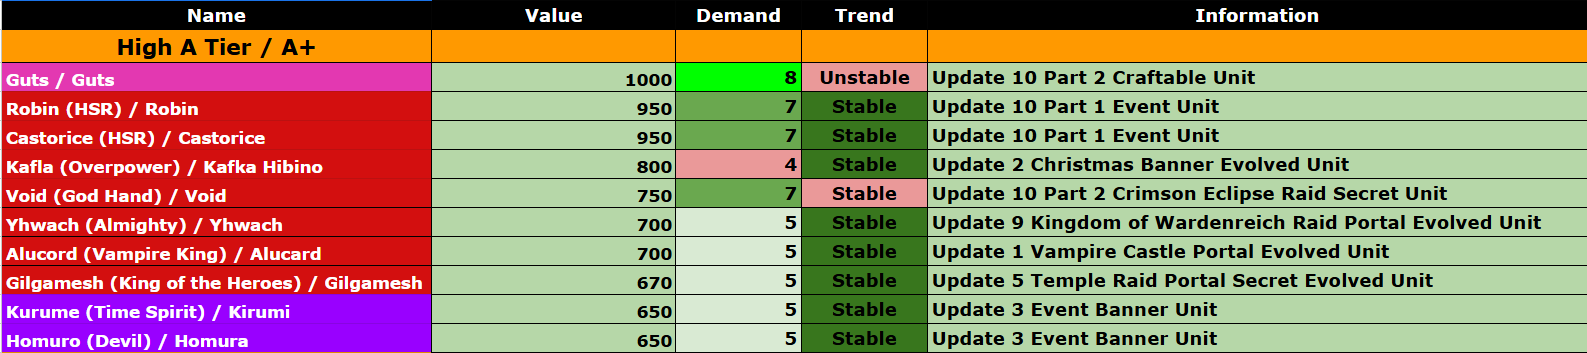 Name Value Demand Trend Information
High A Tier / A+
Guts / Guts 1000 8 Unstable Update 10 Part 2 Craftable Unit
Robin (HSR) / Robin 950 7 Stable Update 10 Part 1 Event Unit
Castorice (HSR) / Castorice 950 7 Stable Update 10 Part 1 Event Unit
Kafla (Overpower) / Kafka Hibino 800 4 Stable Update 2 Christmas Banner Evolved Unit
Void (God Hand) / Void 750 7 Stable Update 10 Part 2 Crimson Eclipse Raid Secret Unit
Yhwach (Almighty) / Yhwach 700 5 Stable Update 9 Kingdom of Wardenreich Raid Portal Evolved Unit
Alucord (Vampire King) / Alucard 700 5 Stable Update 1 Vampire Castle Portal Evolved Unit
Gilgamesh (King of the Heroes) / Gilgamesh 670 5 Stable Update 5 Temple Raid Portal Secret Evolved Unit
Kurume (Time Spirit) / Kirumi 650 5 Stable Update 3 Event Banner Unit
Homuro (Devil) / Homura 650 5 Stable Update 3 Event Banner Unit